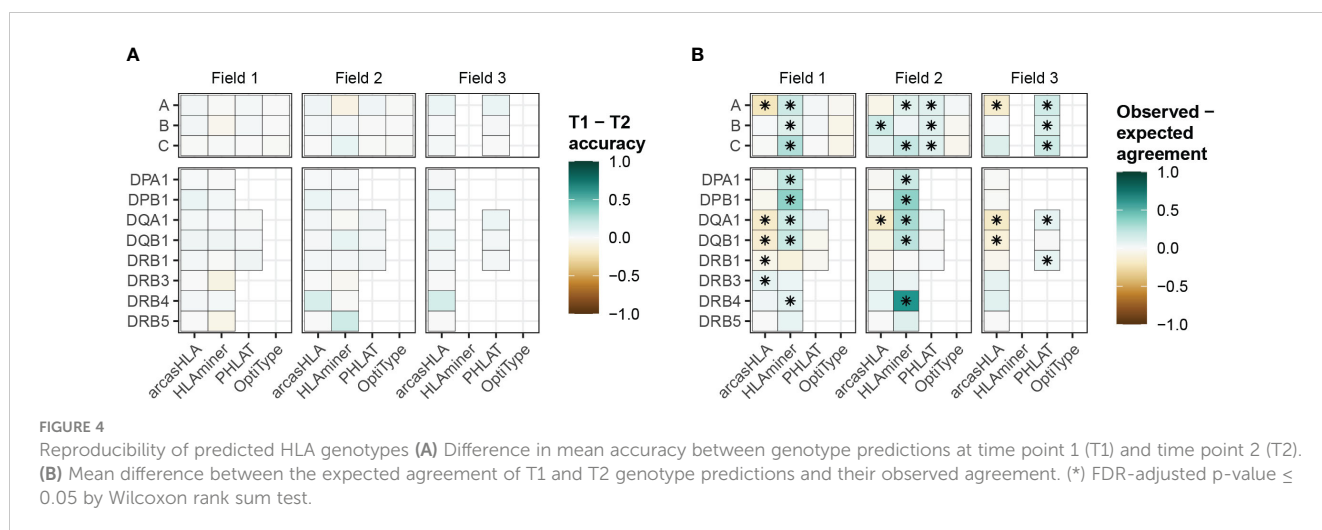 A
B
Field 1 Field 2 Field 3
Field 1 Field 2 Field 3
A
B
C
DPA1
DPB1
DQA1
DQB1
DRB1
DRB3
DRB4
DRB5
arcasHLA HLAminer PHLAT OptiType
arcasHLA HLAminer PHLAT OptiType
arcasHLA HLAminer PHLAT OptiType
T1 − T2
accuracy
1.0
0.5
0.0
−0.5
−1.0
A * * * * * *
B * * * *
C * * * *
DPA1 * *
DPB1 * *
DQA1 * * * * * *
DQB1 * * * *
DRB1 * *
DRB3 *
DRB4 * *
DRB5
arcasHLA HLAminer PHLAT OptiType
arcasHLA HLAminer PHLAT OptiType
arcasHLA HLAminer PHLAT OptiType
Observed −
expected
agreement
1.0
0.5
0.0
−0.5
−1.0
FIGURE 4
Reproducibility of predicted HLA genotypes (A) Difference in mean accuracy between genotype predictions at time point 1 (T1) and time point 2 (T2).
(B) Mean difference between the expected agreement of T1 and T2 genotype predictions and their observed agreement. (*) FDR-adjusted p-value ≤
0.05 by Wilcoxon rank sum test.